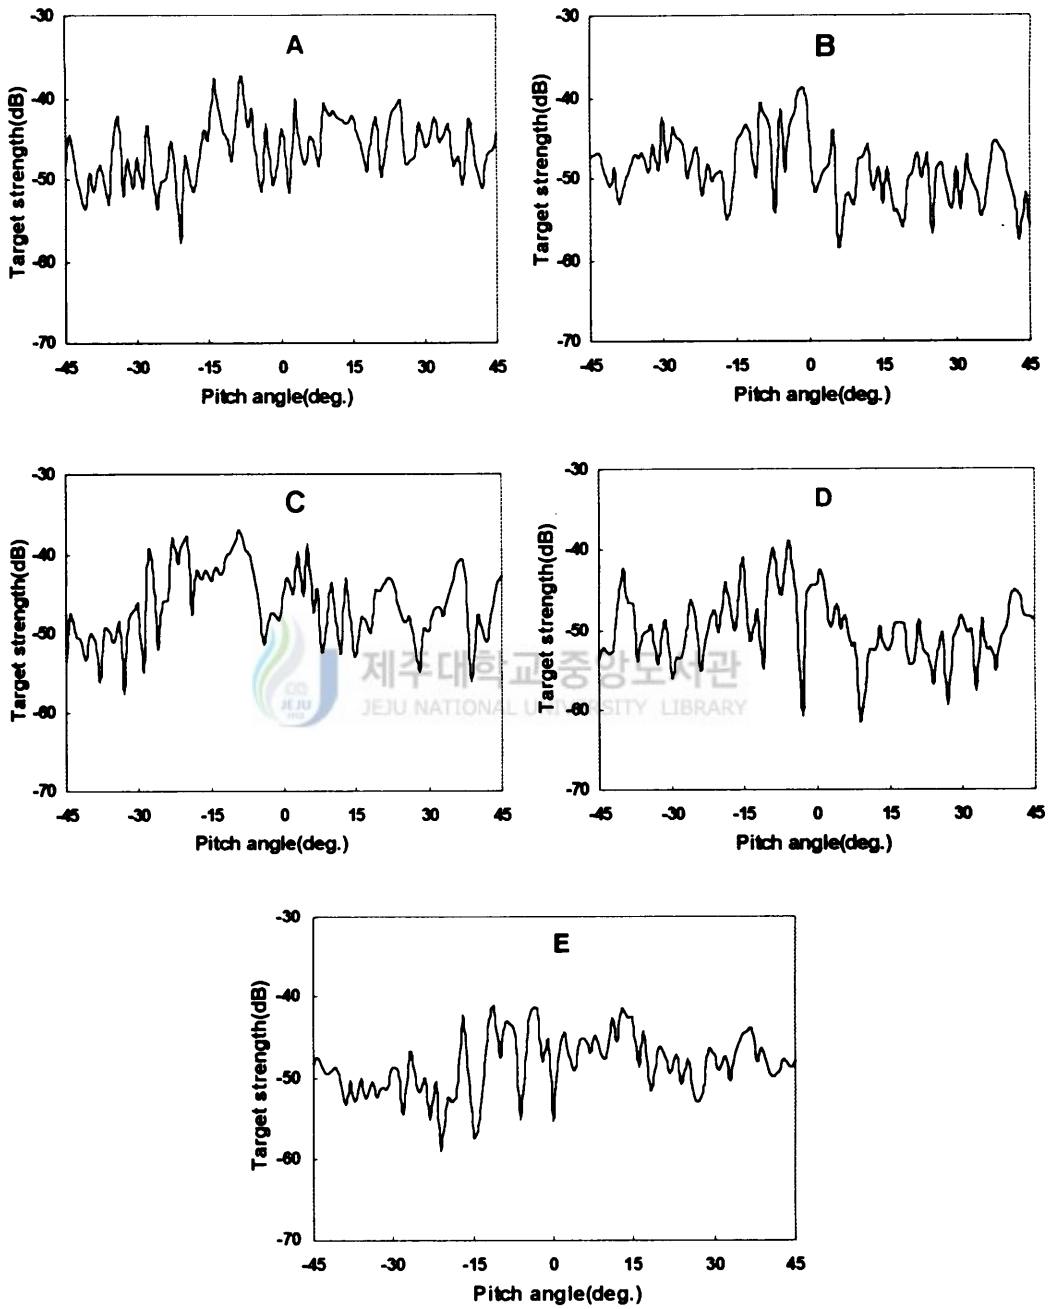 A
Target strength(dB)
-30
-40
-50
-60
-70
-45 -30 -15 0 15 30 45
Pitch angle(deg.)
B
Target strength(dB)
-30
-40
-50
-60
-70
-45 -30 -15 0 15 30 45
Pitch angle(deg.)
C
Target strength(dB)
-30
-40
-50
-60
-70
-45 -30 -15 0 15 30 45
Pitch angle(deg.)
D
Target strength(dB)
-30
-40
-50
-60
-70
-45 -30 -15 0 15 30 45
Pitch angle(deg.)
제주대학교 중앙도서관
JEJU NATIONAL UNIVERSITY LIBRARY
JEJU
1952
E
Target strength(dB)
-30
-40
-50
-60
-70
-45 -30 -15 0 15 30 45
Pitch angle(deg.)